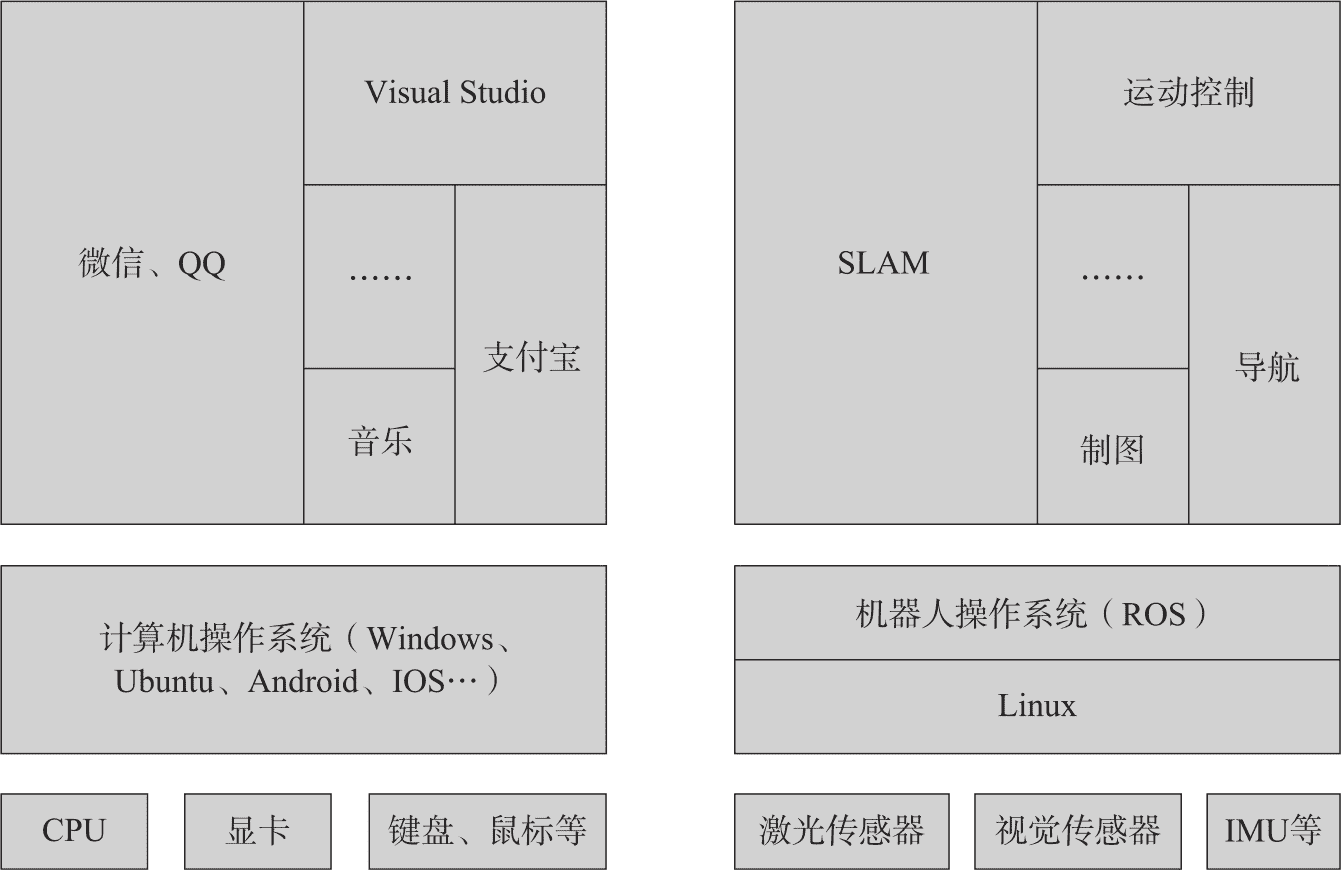 Visual Studio
微信、QQ
……
支付宝
音乐
计算机操作系统（Windows、
Ubuntu、Android、IOS…）
CPU
显卡
键盘、鼠标等
运动控制
SLAM
……
导航
制图
机器人操作系统（ROS）
Linux
激光传感器
视觉传感器
IMU等